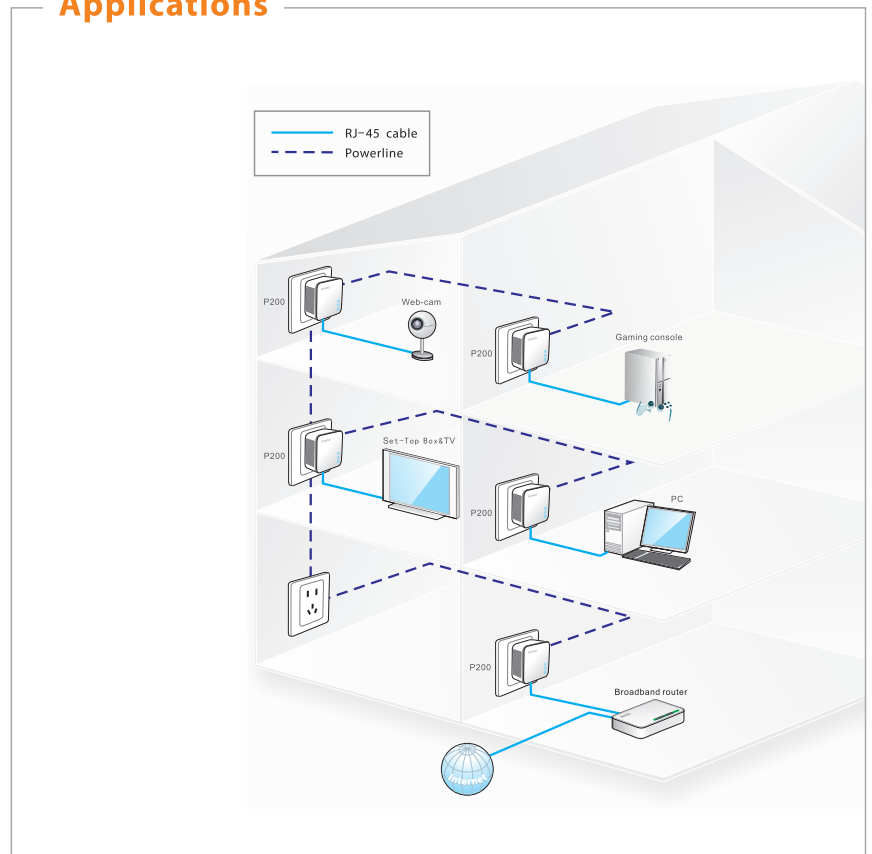 Applications
RJ-45 cable
Powerline
P200
Web-cam
P200
Gaming console
P200
Set-Top Box&TV
P200
PC
P200
Broadband router
Internet